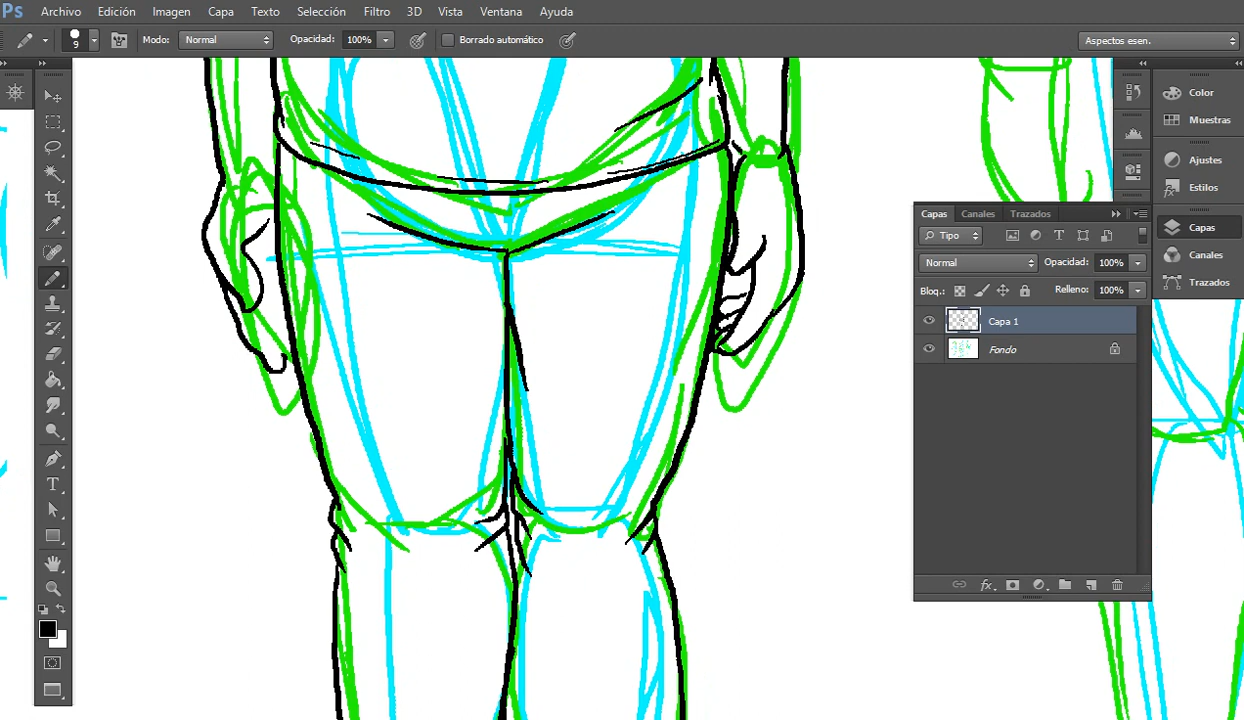 Ps Archivo Edición Imagen Capa Texto Selección Filtro 3D Vista Ventana Ayuda
9 Modo: Normal Opacidad: 100% Borrado automático Aspectos esen.
Color
Muestras
Ajustes
Estilos
Capas
Canales
Trazados
Capas Canales Trazados
Tipo
Normal Opacidad: 100%
Bloq.: Relleno: 100%
Capa 1
Fondo
fx